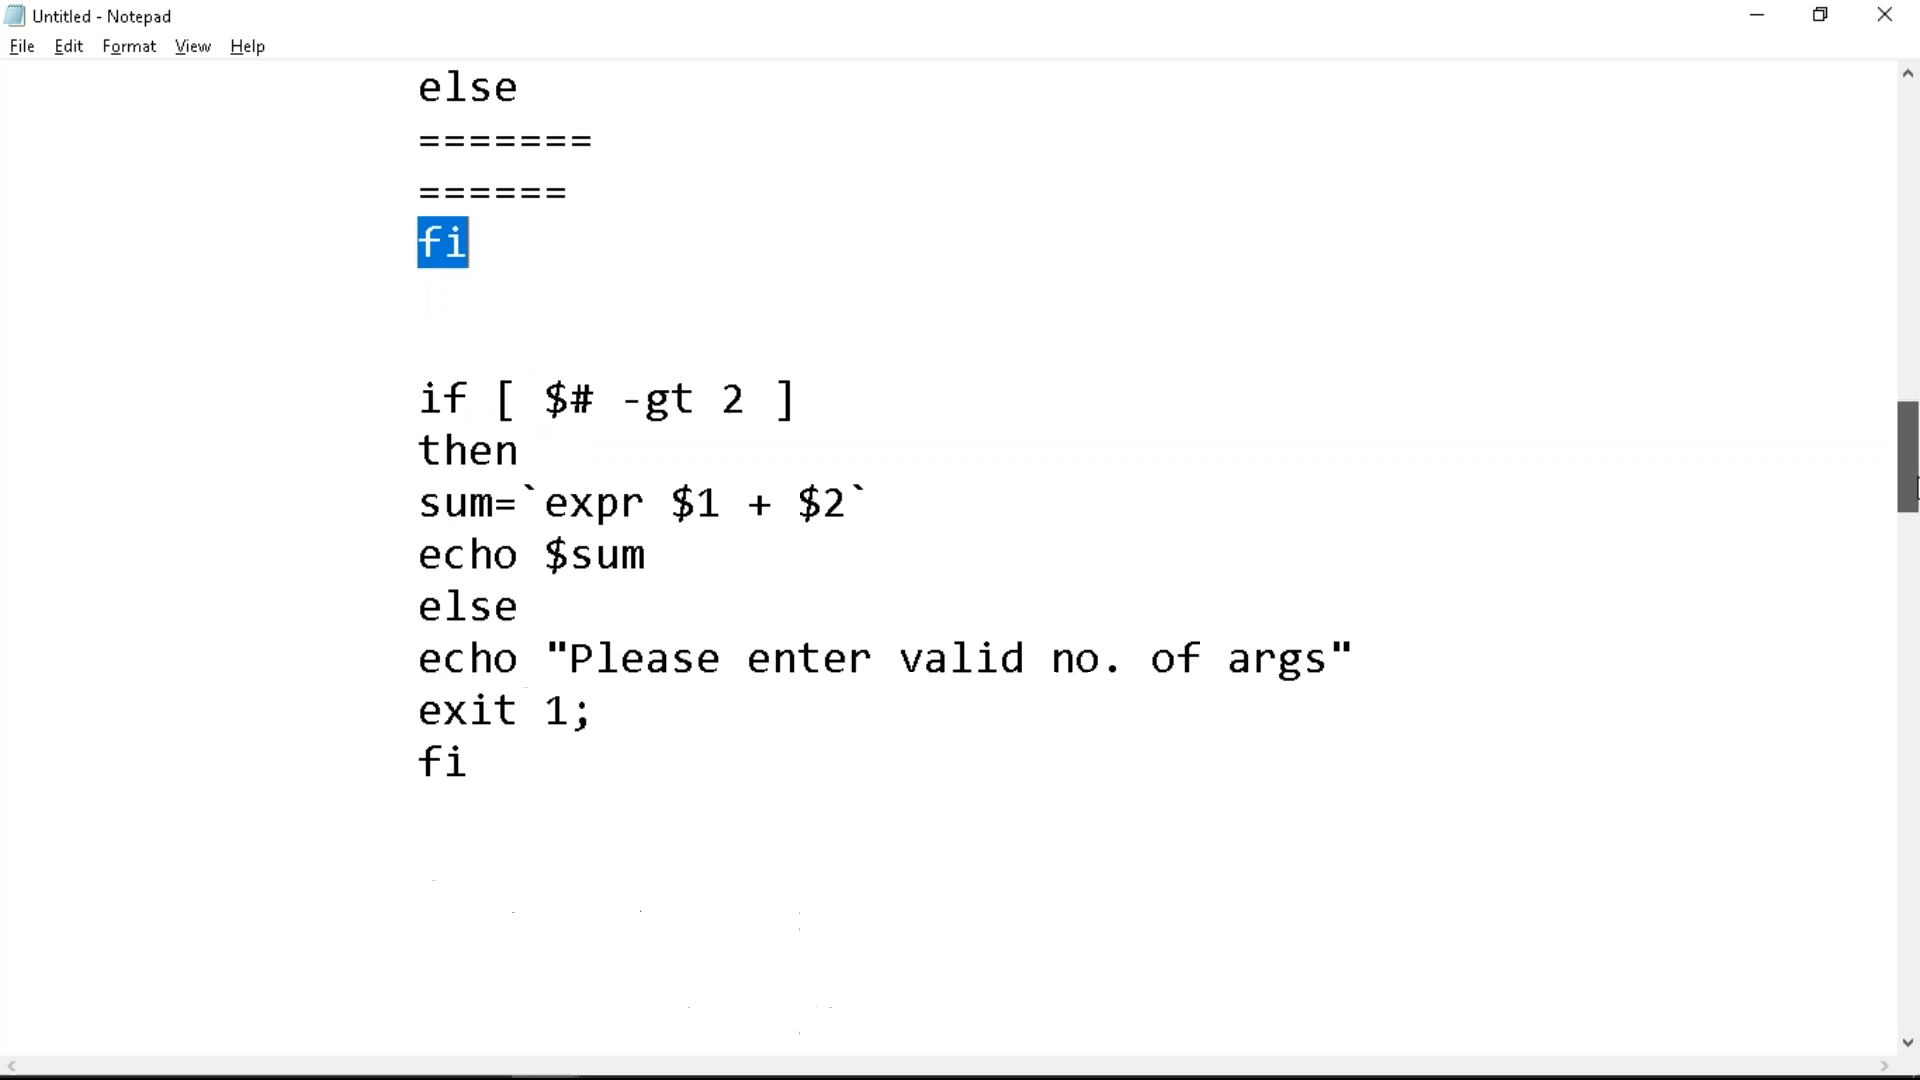 Untitled - Notepad
File Edit Format View Help
else
=======
======
fi
if [ $# -gt 2 ]
then
sum=`expr $1 + $2`
echo $sum
else
echo "Please enter valid no. of args"
exit 1;
fi